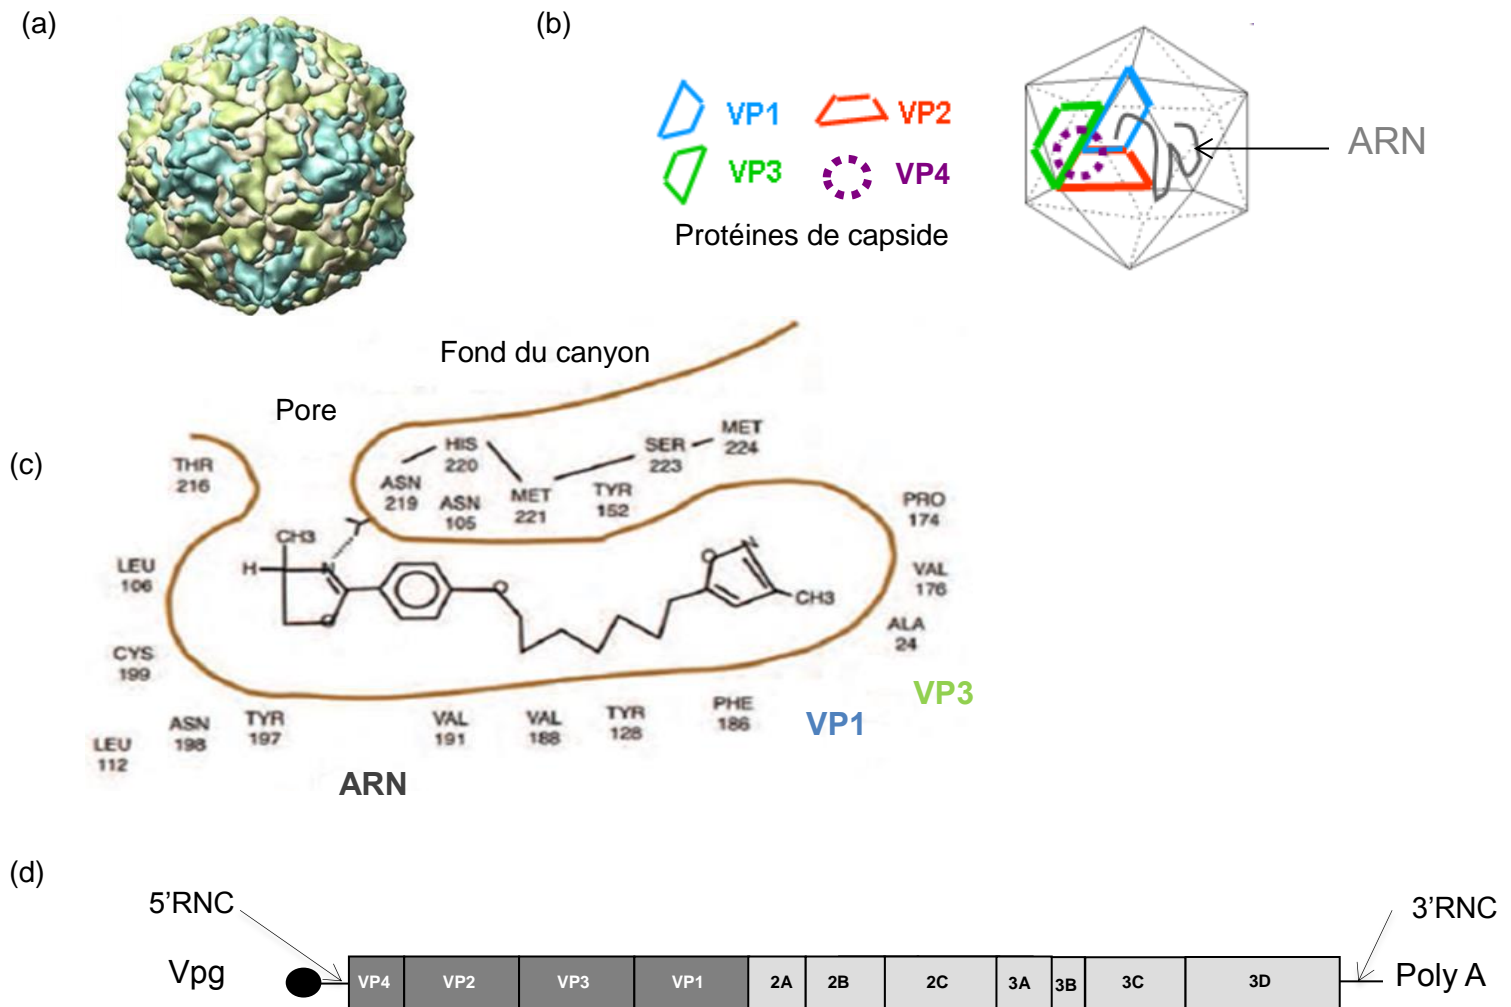 (a)
(b)
VP1
VP2
VP3
VP4
Protéines de capside
ARN
(c)
Fond du canyon
Pore
THR
216
HIS
220
ASN
219
ASN
105
MET
221
TYR
152
SER
223
MET
224
PRO
174
VAL
176
ALA
24
LEU
106
CYS
199
LEU
112
ASN
198
TYR
197
VAL
191
VAL
188
TYR
128
PHE
186
CH3
H
N
O
O
O
N
CH3
VP1
VP3
ARN
(d)
5'RNC
3'RNC
Vpg
VP4
VP2
VP3
VP1
2A
2B
2C
3A
3B
3C
3D
Poly A